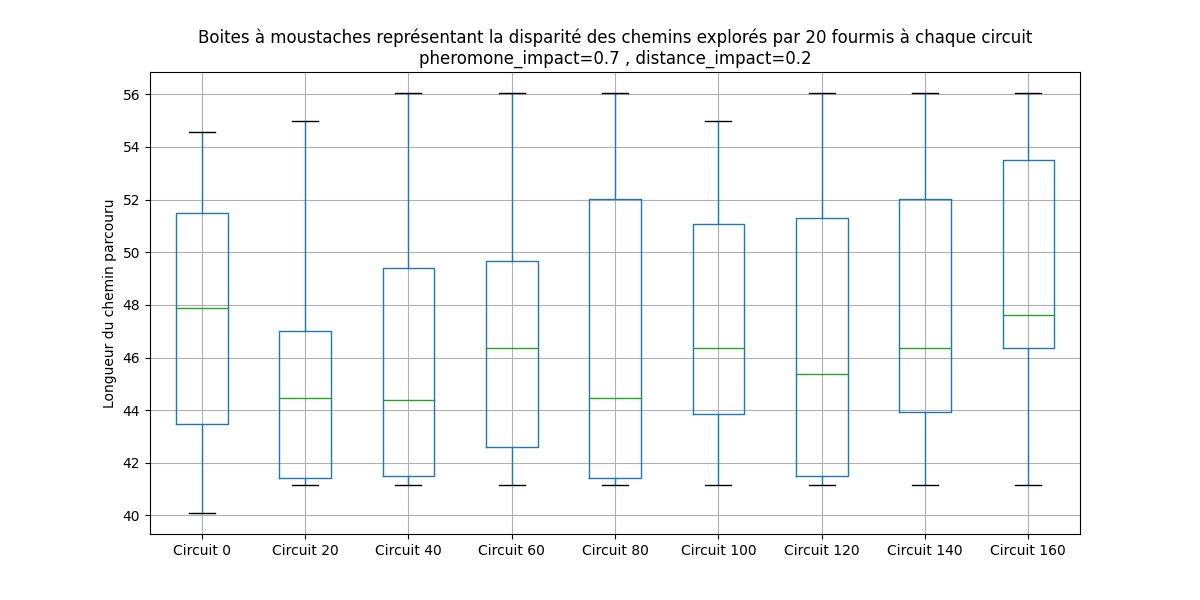 Boites à moustaches représentant la disparité des chemins explorés par 20 fourmis à chaque circuit
pheromone_impact=0.7 , distance_impact=0.2
Longueur du chemin parcouru
56
54
52
50
48
46
44
42
40
Circuit 0
Circuit 20
Circuit 40
Circuit 60
Circuit 80
Circuit 100
Circuit 120
Circuit 140
Circuit 160